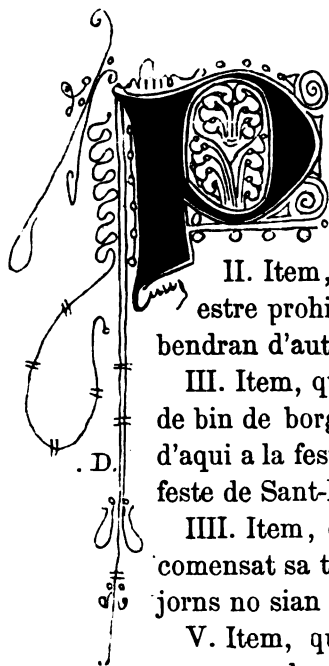 P
II. Item,
estre prohi
bendran d'aut
III. Item, qu
de bin de borg
. D. d'aqui a la fes
feste de Sant-
IIII. Item,
comensat sa t
jorns no sian
V. Item, qu